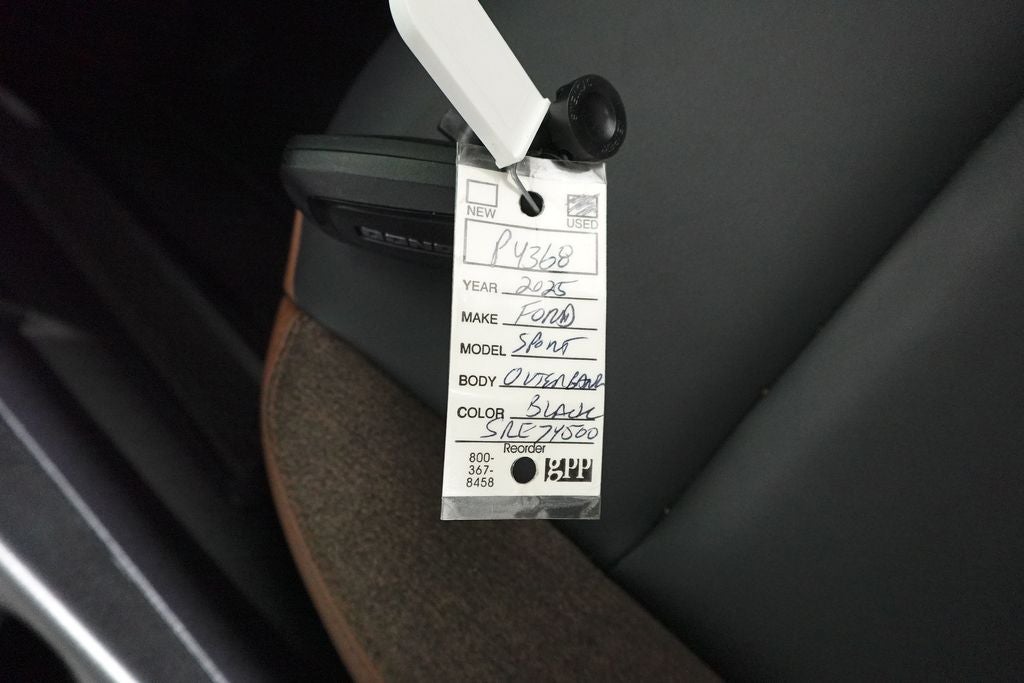 NEW
USED
P4368
YEAR 2025
MAKE FORD
MODEL SPORT
BODY OUTERBANK
COLOR BLACK
SRE74500
Reorder
800-
367-
8458
gPP